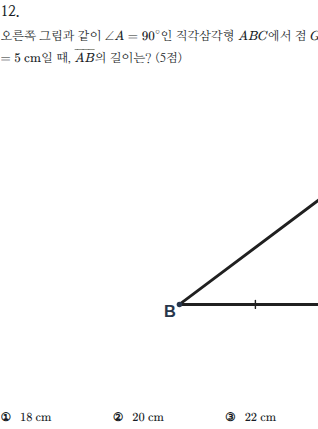 12.
오른쪽 그림과 같이 ∠A = 90°인 직각삼각형 ABC에서 점 G
= 5 cm일 때, AB의 길이는? (5점)
B
① 18 cm ② 20 cm ③ 22 cm